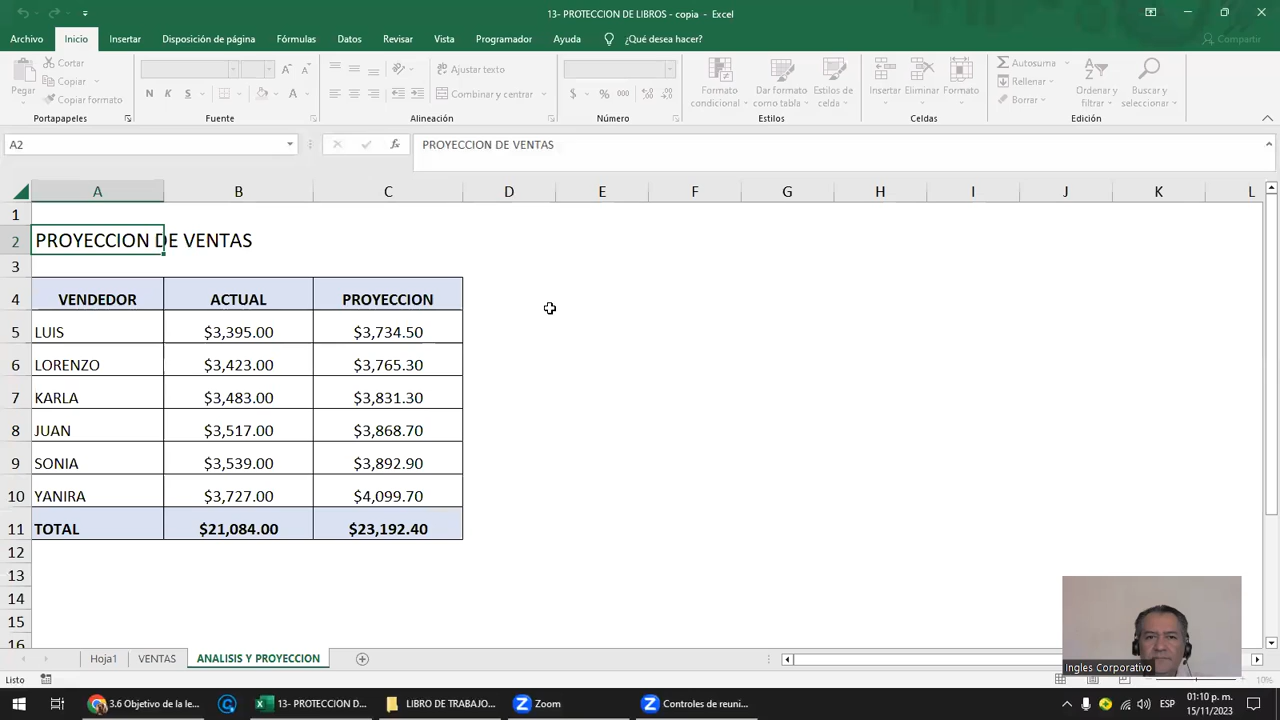 13- PROTECCION DE LIBROS - copia - Excel
Archivo Inicio Insertar Disposición de página Fórmulas Datos Revisar Vista Programador Ayuda ¿Qué desea hacer? Compartir
Pegar
Cortar
Copiar
Copiar formato
Portapapeles
N K S
Fuente
Ajustar texto
Combinar y centrar
Alineación
$ % 000
Número
Formato condicional
Dar formato como tabla
Estilos de celda
Estilos
Insertar Eliminar Formato
Celdas
Autosuma
Rellenar
Borrar
Ordenar y filtrar
Buscar y seleccionar
Edición
A2 fx PROYECCION DE VENTAS
A B C D E F G H I J K L
1
2 PROYECCION DE VENTAS
3
4 VENDEDOR ACTUAL PROYECCION
5 LUIS $3,395.00 $3,734.50
6 LORENZO $3,423.00 $3,765.30
7 KARLA $3,483.00 $3,831.30
8 JUAN $3,517.00 $3,868.70
9 SONIA $3,539.00 $3,892.90
10 YANIRA $3,727.00 $4,099.70
11 TOTAL $21,084.00 $23,192.40
12
13
14
15
16
Ingles Corporativo
Hoja1 VENTAS ANALISIS Y PROYECCION
Listo 10%
3.6 Objetivo de la le... 13- PROTECCION D... LIBRO DE TRABAJO... Zoom Controles de reuni... ESP 01:10 p. m.
15/11/2023